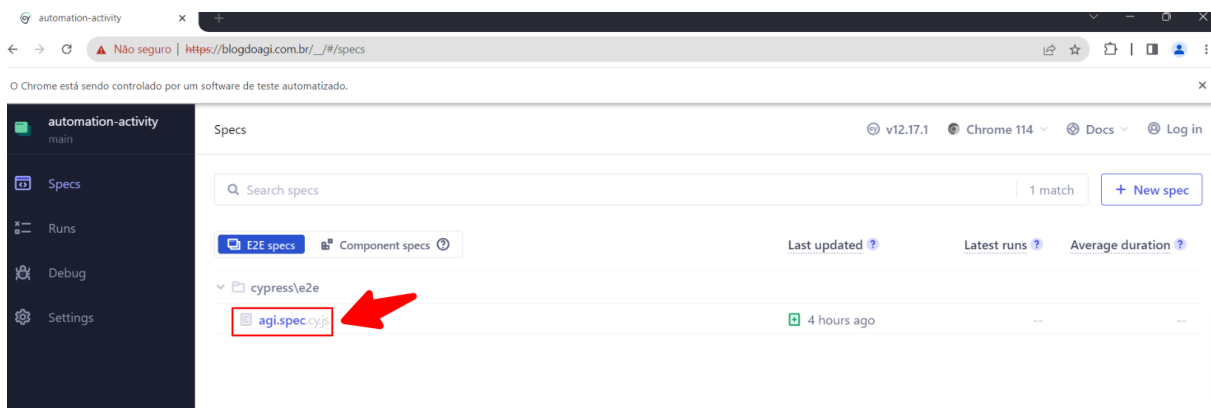 automation-activity
Não seguro | https://blogdoagi.com.br/__/#/specs
O Chrome está sendo controlado por um software de teste automatizado.
automation-activity
main
Specs
v12.17.1
Chrome 114
Docs
Log in
Specs
Search specs
1 match
+ New spec
Runs
E2E specs
Component specs
Last updated
Latest runs
Average duration
Debug
cypress\e2e
Settings
agi.spec.cy.js
4 hours ago
--
--